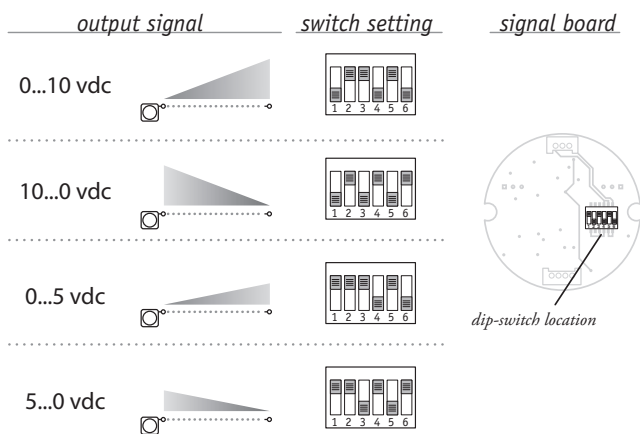 output signal
switch setting
signal board
0...10 vdc
1 2 3 4 5 6
10...0 vdc
1 2 3 4 5 6
0...5 vdc
1 2 3 4 5 6
dip-switch location
5...0 vdc
1 2 3 4 5 6